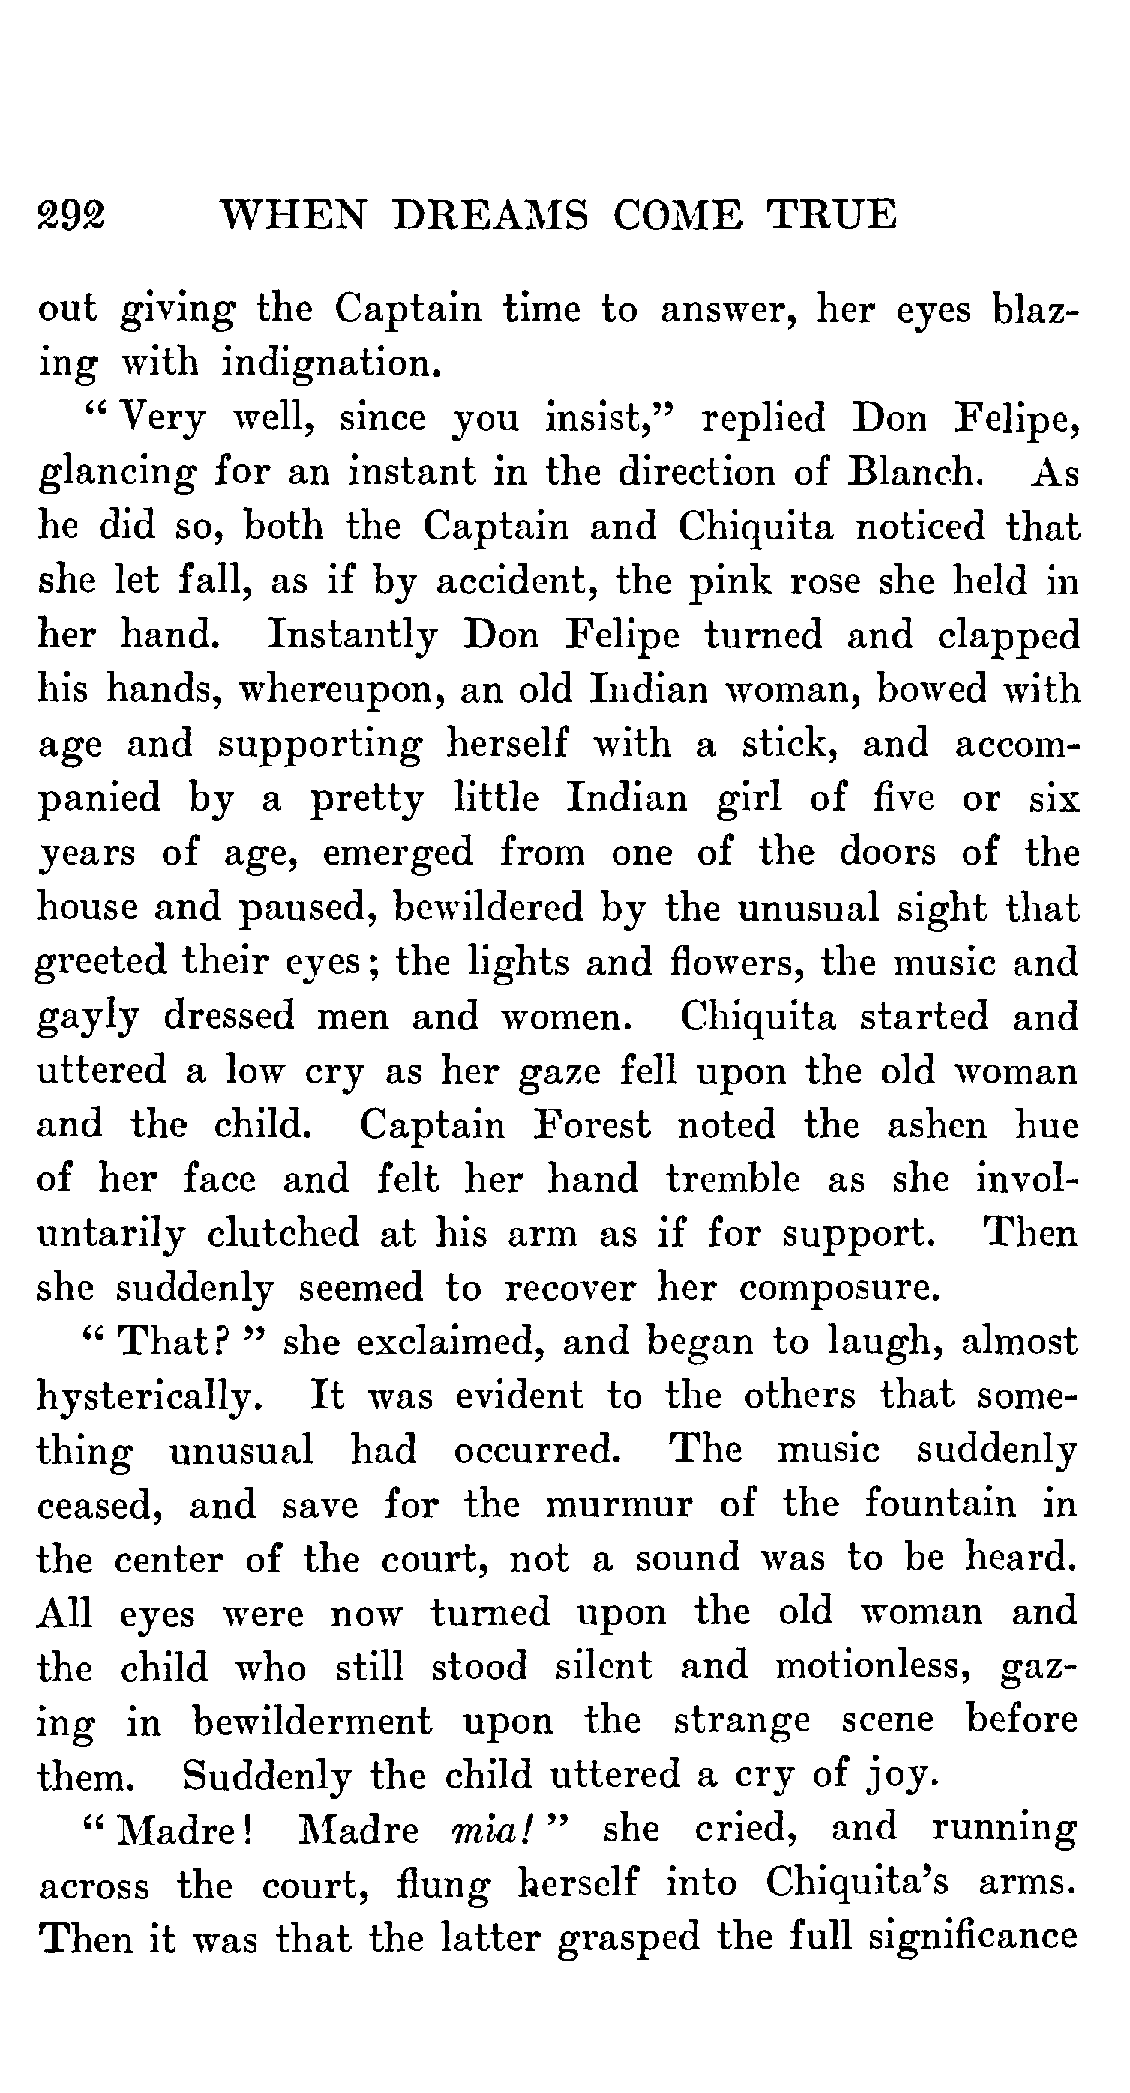 292 WHEN DREAMS COME TRUE
out giving the Captain time to answer, her eyes blaz-
ing with indignation.
“Very well, since you insist,” replied Don Felipe,
glancing for an instant in the direction of Blanch. As
he did so, both the Captain and Chiquita noticed that
she let fall, as if by accident, the pink rose she held in
her hand. Instantly Don Felipe turned and clapped
his hands, whereupon, an old Indian woman, bowed with
age and supporting herself with a stick, and accom-
panied by a pretty little Indian girl of five or six
years of age, emerged from one of the doors of the
house and paused, bewildered by the unusual sight that
greeted their eyes; the lights and flowers, the music and
gayly dressed men and women. Chiquita started and
uttered a low cry as her gaze fell upon the old woman
and the child. Captain Forest noted the ashen hue
of her face and felt her hand tremble as she invol-
untarily clutched at his arm as if for support. Then
she suddenly seemed to recover her composure.
“That?” she exclaimed, and began to laugh, almost
hysterically. It was evident to the others that some-
thing unusual had occurred. The music suddenly
ceased, and save for the murmur of the fountain in
the center of the court, not a sound was to be heard.
All eyes were now turned upon the old woman and
the child who still stood silent and motionless, gaz-
ing in bewilderment upon the strange scene before
them. Suddenly the child uttered a cry of joy.
“Madre! Madre mia!” she cried, and running
across the court, flung herself into Chiquita's arms.
Then it was that the latter grasped the full significance